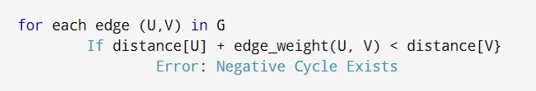 for each edge (U,V) in G
If distance[U] + edge_weight(U, V) < distance[V}
Error: Negative Cycle Exists